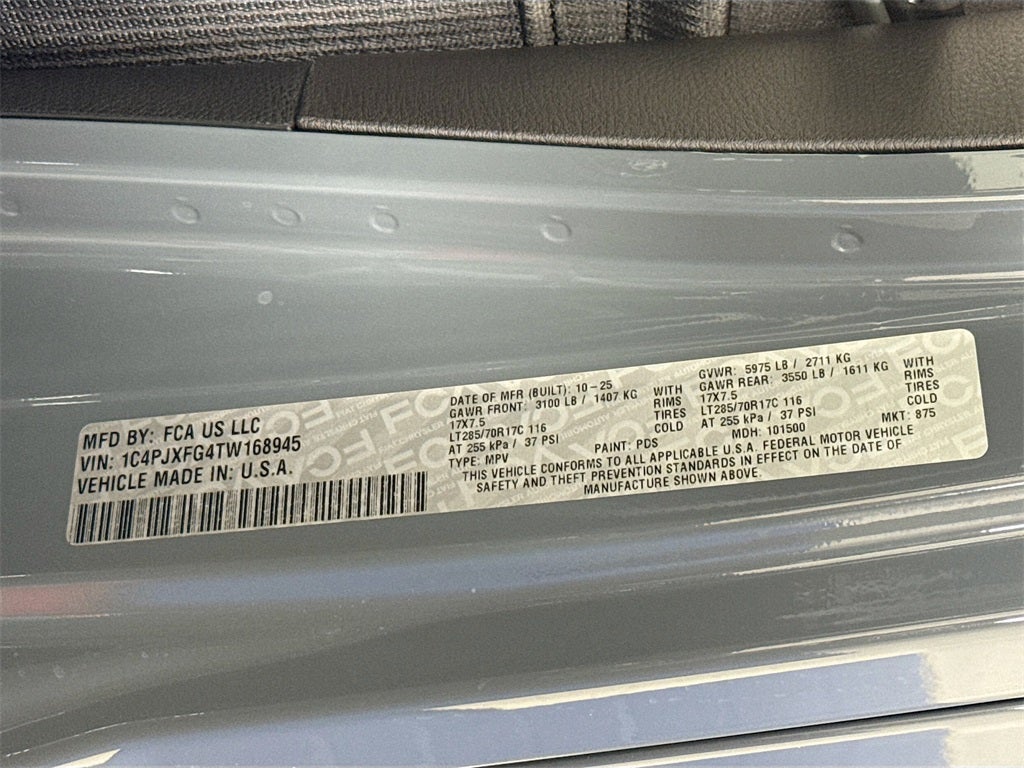 MFD BY: FCA US LLC
VIN: 1C4PJXFG4TW168945
VEHICLE MADE IN: U.S.A.
DATE OF MFR (BUILT): 10-25
GAWR FRONT: 3100 LB / 1407 KG WITH
17X7.5 RIMS
LT285/70R17C 116 TIRES
AT 255 kPa / 37 PSI COLD
TYPE: MPV PAINT: PDS
GVWR: 5975 LB / 2711 KG
GAWR REAR: 3550 LB / 1611 KG WITH
17X7.5 RIMS
LT285/70R17C 116 TIRES
AT 255 kPa / 37 PSI COLD
MDH: 101500 MKT: 875
THIS VEHICLE CONFORMS TO ALL APPLICABLE U.S.A. FEDERAL MOTOR VEHICLE
SAFETY AND THEFT PREVENTION STANDARDS IN EFFECT ON THE DATE OF
MANUFACTURE SHOWN ABOVE.